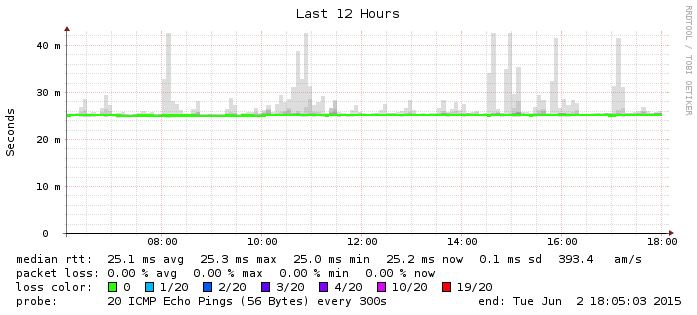 Last 12 Hours
RRDTOOL / TOBI OETIKER
Seconds
40 m
30 m
20 m
10 m
0
08:00 10:00 12:00 14:00 16:00 18:00
median rtt: 25.1 ms avg 25.3 ms max 25.0 ms min 25.2 ms now 0.1 ms sd 393.4 am/s
packet loss: 0.00 % avg 0.00 % max 0.00 % min 0.00 % now
loss color: 0 1/20 2/20 3/20 4/20 10/20 19/20
probe: 20 ICMP Echo Pings (56 Bytes) every 300s end: Tue Jun 2 18:05:03 2015